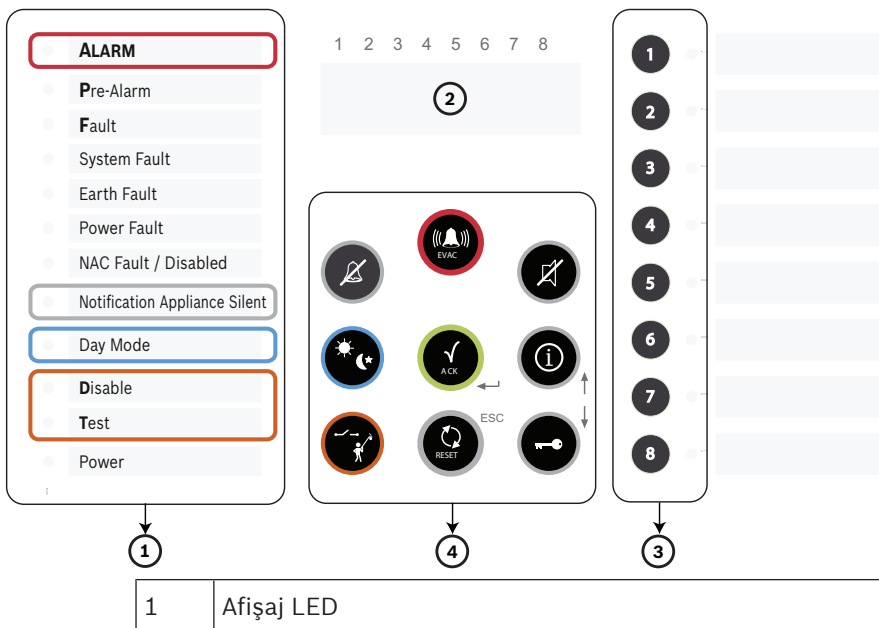 ALARM
Pre-Alarm
Fault
System Fault
Earth Fault
Power Fault
NAC Fault / Disabled
Notification Appliance Silent
Day Mode
Disable
Test
Power
1
1 2 3 4 5 6 7 8
2
EVAC
ACK
ESC
RESET
4
1
2
3
4
5
6
7
8
3
1 Afișaj LED